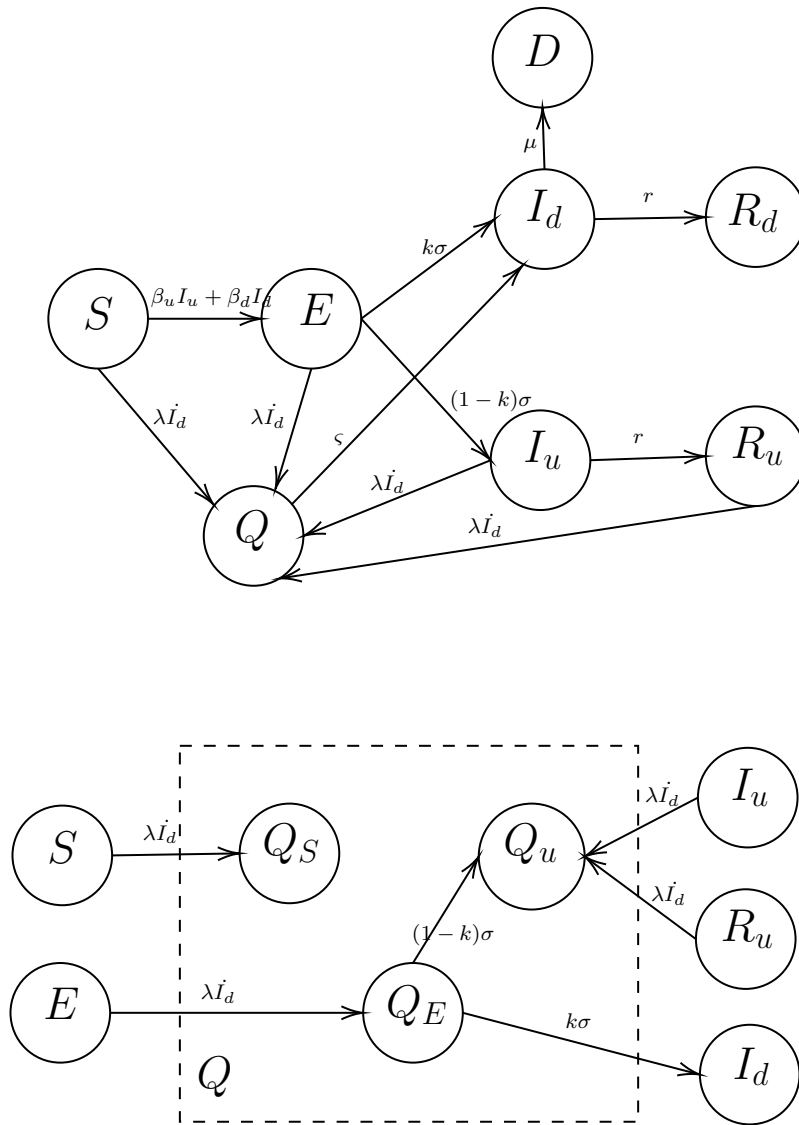 D
μ
I_d
r
R_d
kσ
β_u I_u + β_d I_d
S
E
(1 − k)σ
λİ_d
λİ_d
ς
I_u
r
R_u
λİ_d
Q
λİ_d
I_u
λİ_d
λİ_d
S
Q_S
Q_u
λİ_d
R_u
(1 − k)σ
E
λİ_d
Q_E
kσ
Q
I_d